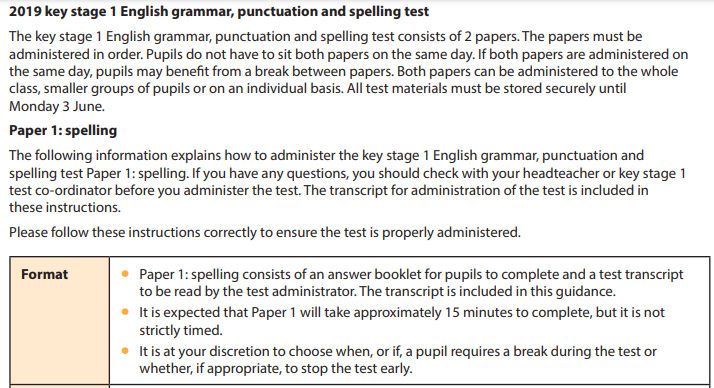 2019 key stage 1 English grammar, punctuation and spelling test
The key stage 1 English grammar, punctuation and spelling test consists of 2 papers. The papers must be
administered in order. Pupils do not have to sit both papers on the same day. If both papers are administered on
the same day, pupils may benefit from a break between papers. Both papers can be administered to the whole
class, smaller groups of pupils or on an individual basis. All test materials must be stored securely until
Monday 3 June.
Paper 1: spelling
The following information explains how to administer the key stage 1 English grammar, punctuation and
spelling test Paper 1: spelling. If you have any questions, you should check with your headteacher or key stage 1
test co-ordinator before you administer the test. The transcript for administration of the test is included in
these instructions.
Please follow these instructions correctly to ensure the test is properly administered.
Format
• Paper 1: spelling consists of an answer booklet for pupils to complete and a test transcript
to be read by the test administrator. The transcript is included in this guidance.
• It is expected that Paper 1 will take approximately 15 minutes to complete, but it is not
strictly timed.
• It is at your discretion to choose when, or if, a pupil requires a break during the test or
whether, if appropriate, to stop the test early.